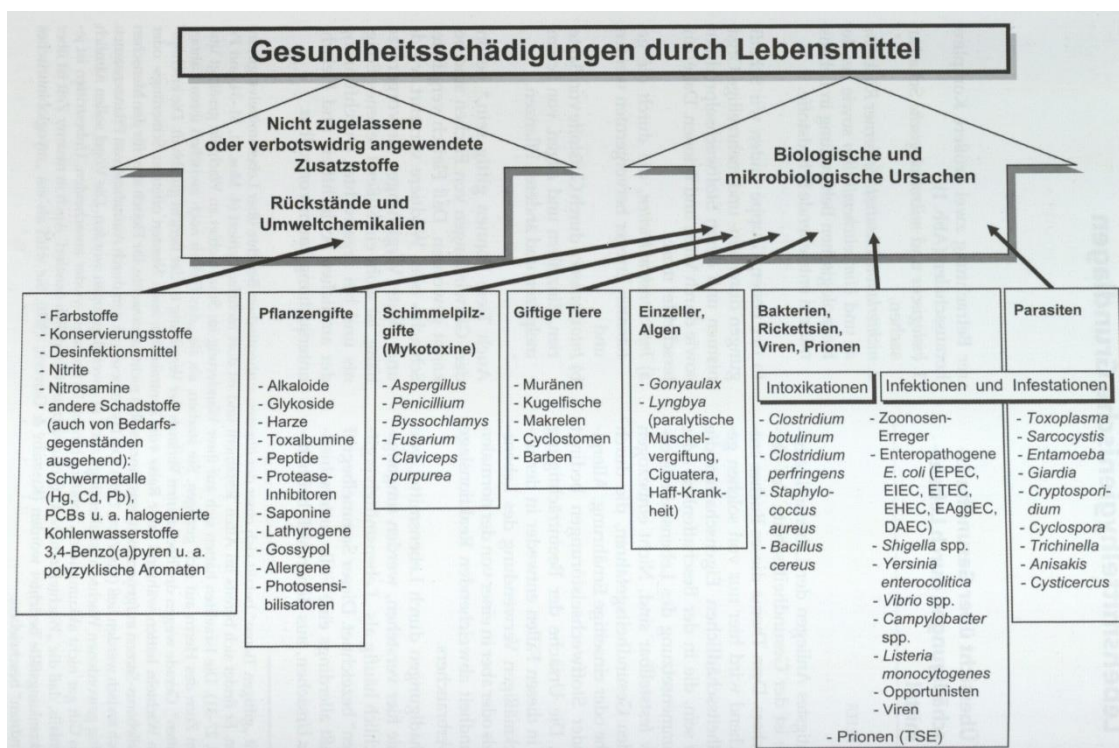 Gesundheitsschädigungen durch Lebensmittel
Nicht zugelassene
oder verbotswidrig angewendete
Zusatzstoffe
Rückstände und
Umweltchemikalien
Biologische und
mikrobiologische Ursachen
- Farbstoffe
- Konservierungsstoffe
- Desinfektionsmittel
- Nitrite
- Nitrosamine
- andere Schadstoffe
(auch von Bedarfs-
gegenständen
ausgehend):
Schwermetalle
(Hg, Cd, Pb),
PCBs u. a. halogenierte
Kohlenwasserstoffe
3,4-Benzo(a)pyren u. a.
polyzyklische Aromaten
Pflanzengifte
- Alkaloide
- Glykoside
- Harze
- Toxalbumine
- Peptide
- Protease-
Inhibitoren
- Saponine
- Lathyrogene
- Gossypol
- Allergene
- Photosensi-
bilisatoren
Schimmelpilz-
gifte
(Mykotoxine)
- Aspergillus
- Penicillium
- Byssochlamys
- Fusarium
- Claviceps
purpurea
Giftige Tiere
- Muränen
- Kugelfische
- Makrelen
- Cyclostomen
- Barben
Einzeller,
Algen
- Gonyaulax
- Lyngbya
(paralytische
Muschel-
vergiftung,
Ciguatera,
Haff-Krank-
heit)
Bakterien,
Rickettsien,
Viren, Prionen
Intoxikationen
- Clostridium
botulinum
- Clostridium
perfringens
- Staphylo-
coccus
aureus
- Bacillus
cereus
Infektionen und Infestationen
- Zoonosen-
Erreger
- Enteropathogene
E. coli (EPEC,
EIEC, ETEC,
EHEC, EAggEC,
DAEC)
- Shigella spp.
- Yersinia
enterocolitica
- Vibrio spp.
- Campylobacter
spp.
- Listeria
monocytogenes
- Opportunisten
- Viren
- Prionen (TSE)
Parasiten
- Toxoplasma
- Sarcocystis
- Entamoeba
- Giardia
- Cryptospori-
dium
- Cyclospora
- Trichinella
- Anisakis
- Cysticercus